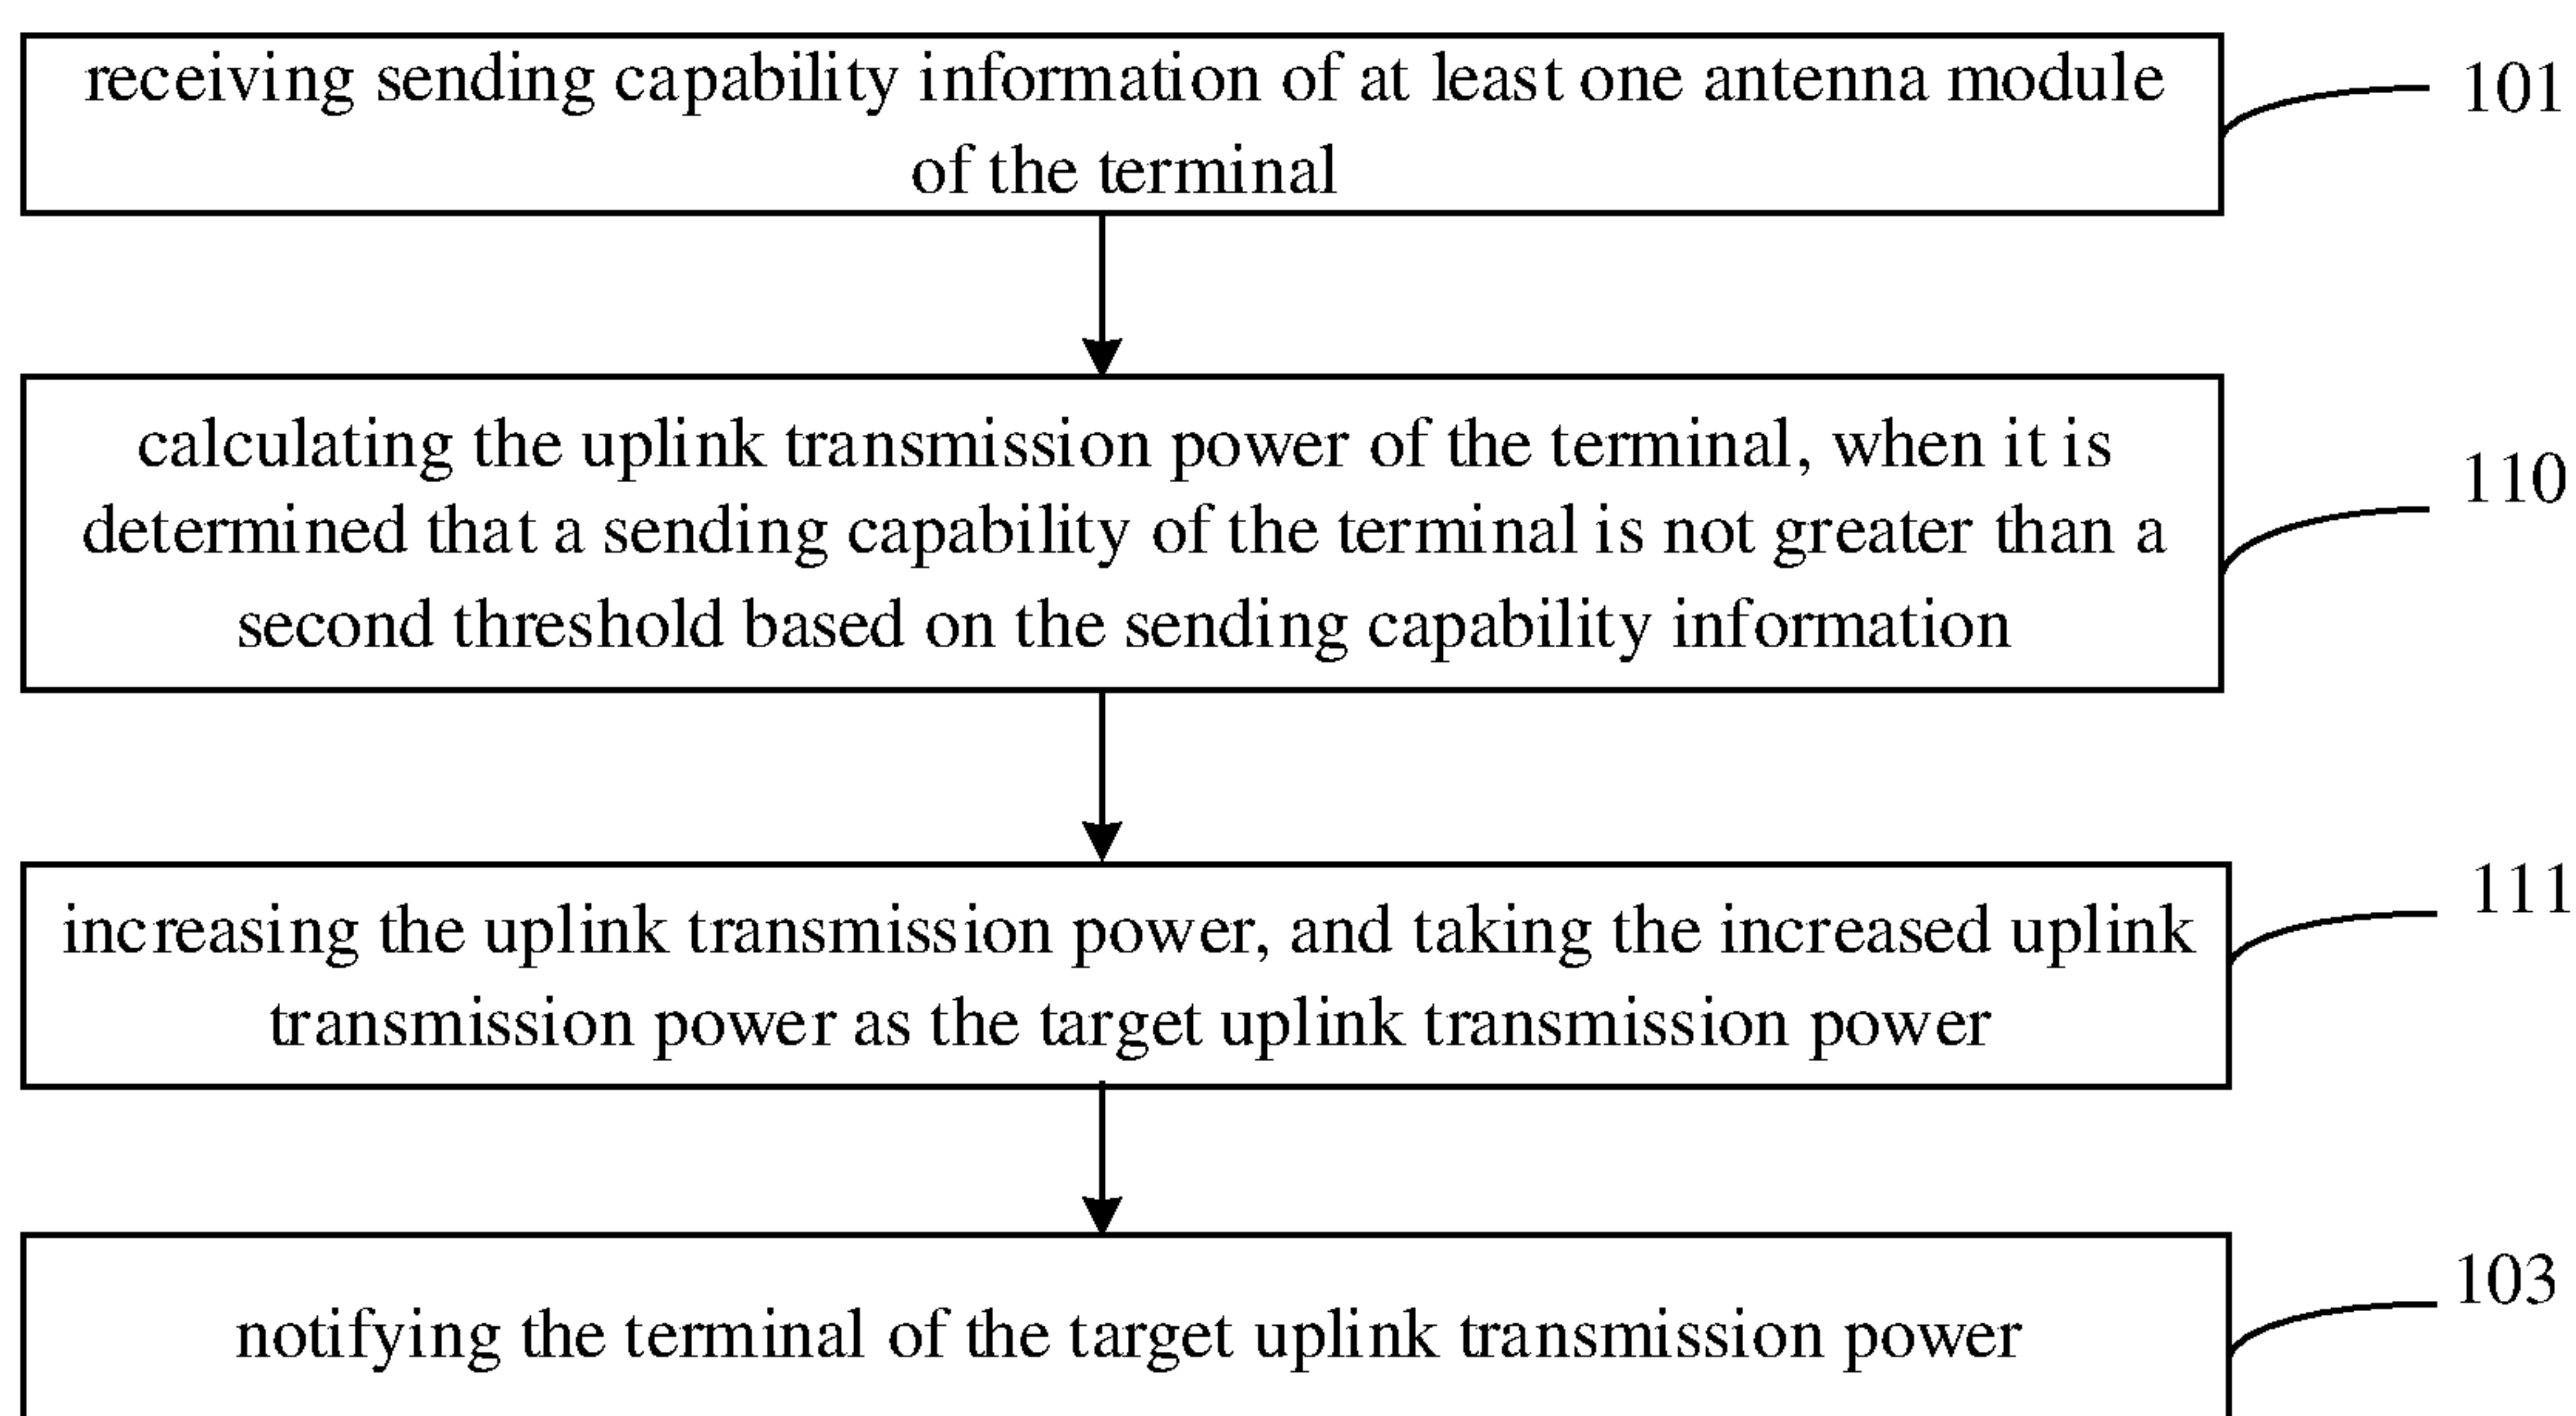 receiving sending capability information of at least one antenna module
of the terminal
101
calculating the uplink transmission power of the terminal, when it is
determined that a sending capability of the terminal is not greater than a
second threshold based on the sending capability information
110
increasing the uplink transmission power, and taking the increased uplink
transmission power as the target uplink transmission power
111
notifying the terminal of the target uplink transmission power
103